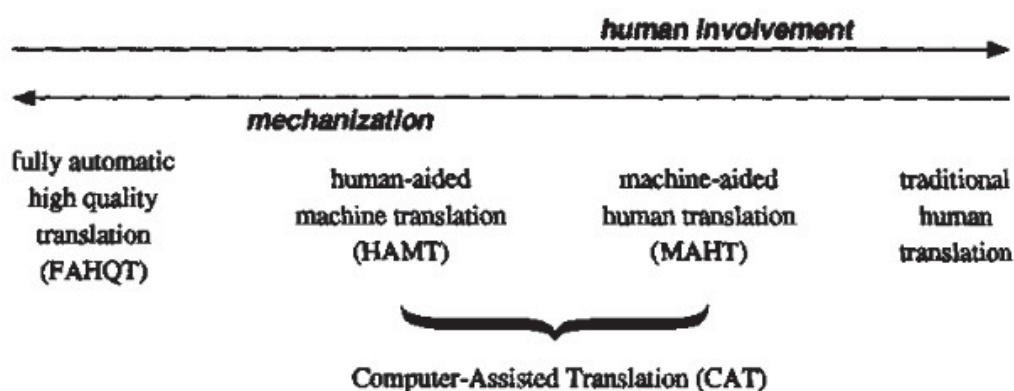 human involvement
mechanization
fully automatic
high quality
translation
(FAHQT)
human-aided
machine translation
(HAMT)
machine-aided
human translation
(MAHT)
traditional
human
translation
Computer-Assisted Translation (CAT)